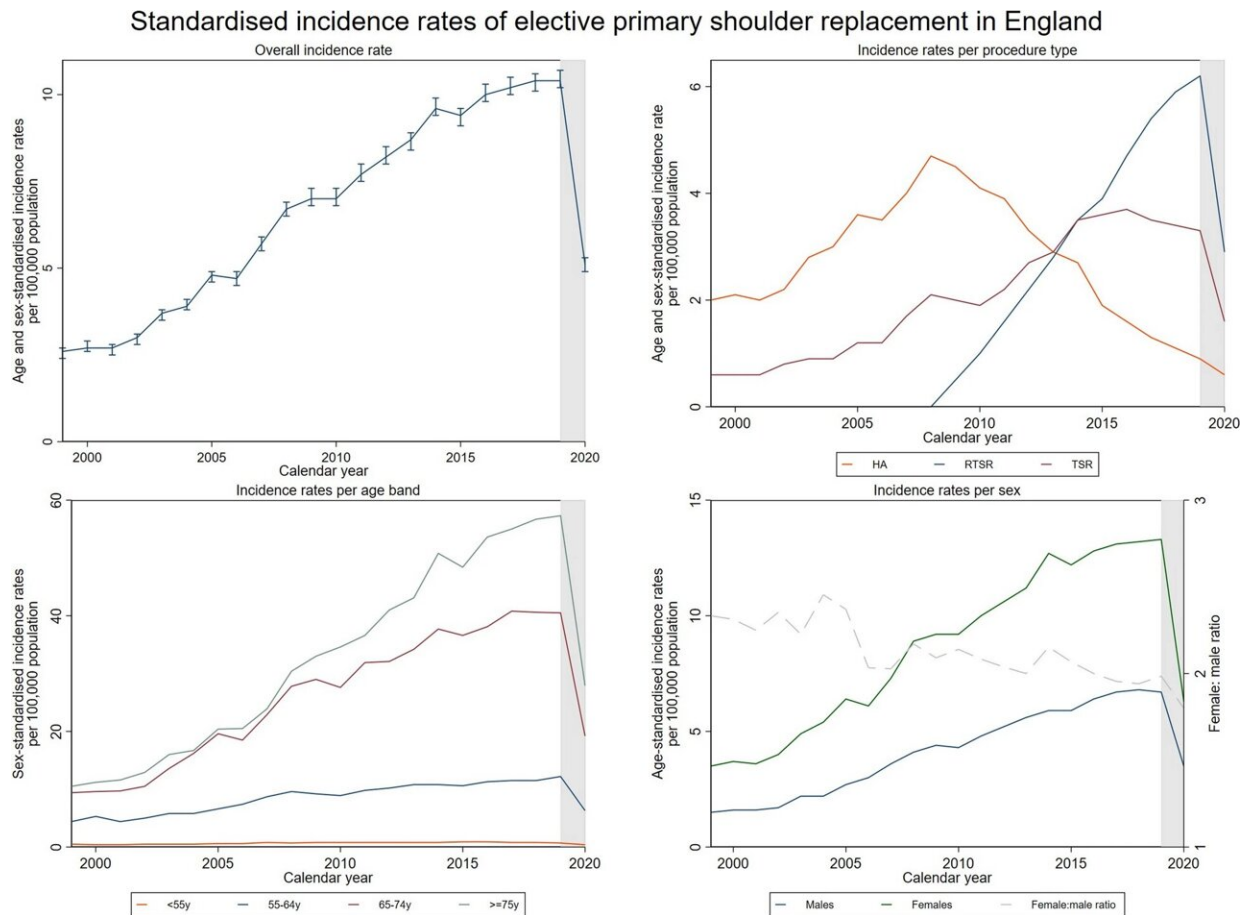 Standardised incidence rates of elective primary shoulder replacement in England
Overall incidence rate
Age and sex-standardised incidence rates
per 100,000 population
10
5
0
2000 2005 2010 2015 2020
Calendar year
Incidence rates per procedure type
Age and sex-standardised incidence rate
per 100,000 population
6
4
2
0
2000 2005 2010 2015 2020
Calendar year
HA RTSR TSR
Incidence rates per age band
Sex-standardised incidence rates
per 100,000 population
60
40
20
0
2000 2005 2010 2015 2020
Calendar year
<55y 55-64y 65-74y >=75y
Incidence rates per sex
Age-standardised incidence rates
per 100,000 population
15
10
5
0
3
2
1
Female: male ratio
2000 2005 2010 2015 2020
Calendar year
Males Females Female:male ratio